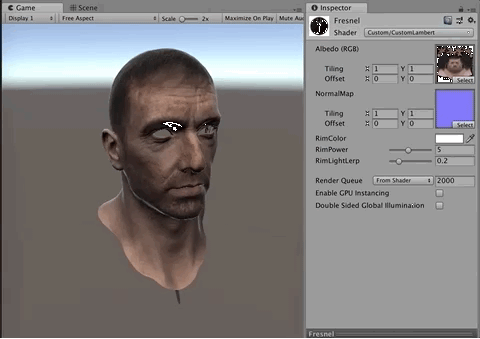 Game
Scene
Inspector
Display 1
Free Aspect
Scale
2x
Maximize On Play
Mute Au
Fresnel
Shader
Custom/CustomLambert
Albedo (RGB)
Tiling X 1 Y 1
Offset X 0 Y 0
Select
NormalMap
Tiling X 1 Y 1
Offset X 0 Y 0
Select
RimColor
RimPower 5
RimLightLerp 0.2
Render Queue From Shader 2000
Enable GPU Instancing
Double Sided Global Illumination
Fresnel